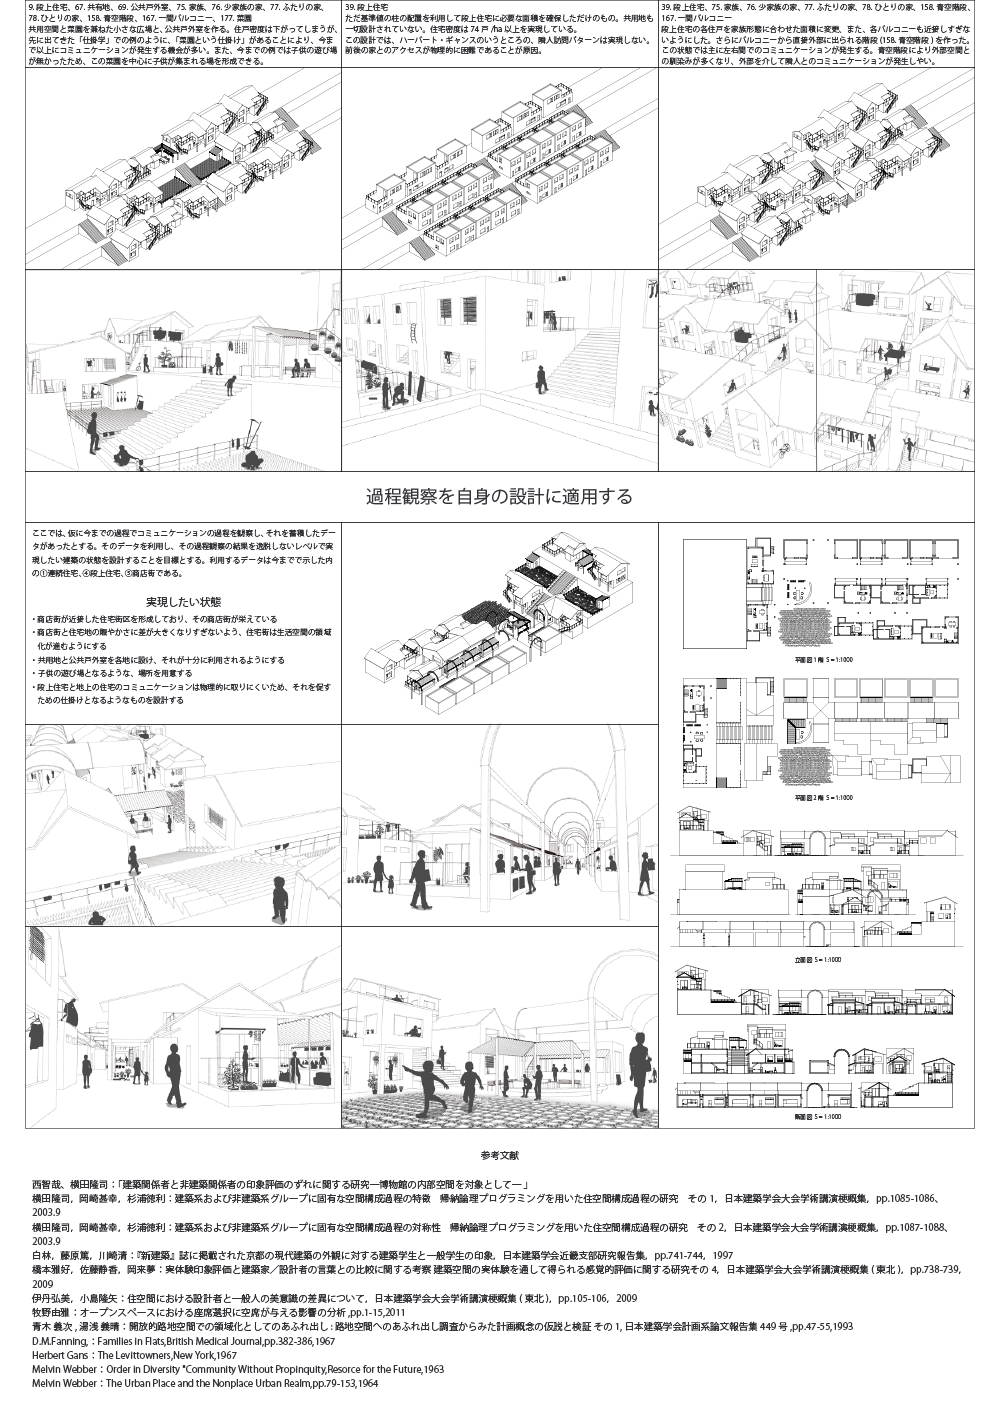 9. 段上住宅、67. 共有地、69. 公共戸外室、75. 家族、76. 少家族の家、77. ふたりの家、
78. ひとりの家、158. 青空階段、167. 一間バルコニー、177. 菜園
共用空間と菜園を兼ねた小さな広場と、公共戸外室を作る。住戸密度は下がってしまうが、
先に出てきた「仕掛学」での例のように、「菜園という仕掛け」があることにより、今ま
で以上にコミュニケーションが発生する機会が多い。また、今までの例では子供の遊び場
が無かったため、この菜園を中心に子供が集まれる場を形成できる。
39. 段上住宅
ただ基準値の柱の配置を利用して段上住宅に必要な面積を確保しただけのもの。共用地も
一切設計されていない。住宅密度は 74 戸 /ha 以上を実現している。
この設計では、ハーバート・ギャンスのいうところの、隣人訪問パターンは実現しない。
前後の家とのアクセスが物理的に困難であることが原因。
39. 段上住宅、75. 家族、76. 少家族の家、77. ふたりの家、78. ひとりの家、158. 青空階段、
167. 一間バルコニー
段上住宅の各住戸を家族形態に合わせた面積に変更、また、各バルコニーも近接しすぎな
いようにした。さらにバルコニーから直接外部に出られる階段 (158. 青空階段 ) を作った。
この状態では主に左右間でのコミュニケーションが発生する。青空階段により外部空間と
の馴染みが多くなり、外部を介して隣人とのコミュニケーションが発生しやい。
過程観察を自身の設計に適用する
ここでは、仮に今までの過程でコミュニケーションの過程を観察し、それを蓄積したデー
タがあったとする。そのデータを利用し、その過程観察の結果を逸脱しないレベルで実
現したい建築の状態を設計することを目標とする。利用するデータは今までで示した内
の①連続住宅、④段上住宅、⑤商店街である。
実現したい状態
・商店街が近接した住宅街区を形成しており、その商店街が栄えている
・商店街と住宅地の賑やかさに差が大きくなりすぎないよう、住宅街は生活空間の領域
化が進むようにする
・共用地と公共戸外室を各地に設け、それが十分に利用されるようにする
・子供の遊び場となるような、場所を用意する
・段上住宅と地上の住宅のコミュニケーションは物理的に取りにくいため、それを促す
ための仕掛けとなるようなものを設計する
平面図 1 階 S = 1:1000
平面図 2 階 S = 1:1000
立面図 S = 1:1000
断面図 S = 1:1000
参考文献
西智哉、横田隆司：「建築関係者と非建築関係者の印象評価のずれに関する研究―博物館の内部空間を対象として―」
横田隆司，岡崎甚幸，杉浦徳利：建築系および非建築系グループに固有な空間構成過程の特徴　帰納論理プログラミングを用いた住空間構成過程の研究　その 1，日本建築学会大会学術講演梗概集，pp.1085-1086、
2003.9
横田隆司，岡崎甚幸，杉浦徳利：建築系および非建築系グループに固有な空間構成過程の対称性　帰納論理プログラミングを用いた住空間構成過程の研究　その 2，日本建築学会大会学術講演梗概集，pp.1087-1088、
2003.9
白林，藤原篤，川崎清：『新建築』誌に掲載された京都の現代建築の外観に対する建築学生と一般学生の印象，日本建築学会近畿支部研究報告集，pp.741-744，1997
橋本雅好，佐藤静香，岡来夢：実体験印象評価と建築家／設計者の言葉との比較に関する考察 建築空間の実体験を通して得られる感覚的評価に関する研究その 4，日本建築学会大会学術講演梗概集 ( 東北 )，pp.738-739，
2009
伊丹弘美，小島隆矢：住空間における設計者と一般人の美意識の差異について，日本建築学会大会学術講演梗概集 ( 東北 )，pp.105-106，2009
牧野由雅：オープンスペースにおける座席選択に空席が与える影響の分析 ,pp.1-15,2011
青木 義次 , 湯浅 義晴：開放的路地空間での領域化としてのあふれ出し : 路地空間へのあふれ出し調査からみた計画概念の仮説と検証 その 1, 日本建築学会計画系論文報告集 449 号 ,pp.47-55,1993
D.M.Fanning,：Families in Flats,British Medical Journal,pp.382-386,1967
Herbert Gans：The Levittowners,New York,1967
Melvin Webber：Order in Diversity "Community Without Propinquity,Resorce for the Future,1963
Melvin Webber：The Urban Place and the Nonplace Urban Realm,pp.79-153,1964